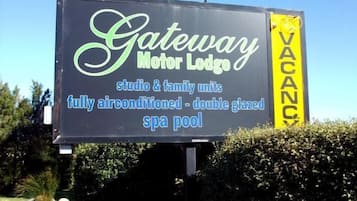 Gateway
Motor Lodge
studio & family units
fully airconditioned - double glazed
spa pool
VACANCY